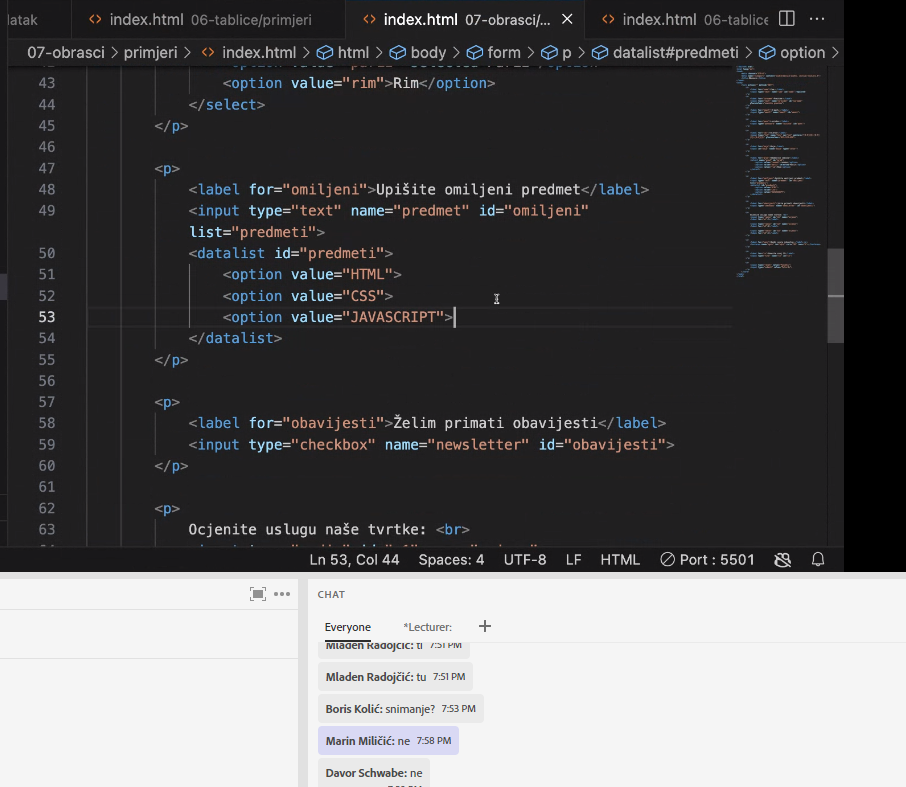 latak
index.html 06-tablice/primjeri
index.html 07-obrasci/...
index.html 06-tablice
07-obrasci > primjeri > index.html > html > body > form > p > datalist#predmeti > option >
43 <option value="rim">Rim</option>
44 </select>
45 </p>
46
47 <p>
48 <label for="omiljeni">Upišite omiljeni predmet</label>
49 <input type="text" name="predmet" id="omiljeni"
list="predmeti">
50 <datalist id="predmeti">
51 <option value="HTML">
52 <option value="CSS">
53 <option value="JAVASCRIPT">
54 </datalist>
55 </p>
56
57 <p>
58 <label for="obavijesti">Želim primati obavijesti</label>
59 <input type="checkbox" name="newsletter" id="obavijesti">
60 </p>
61
62 <p>
63 Ocjenite uslugu naše tvrtke: <br>
Ln 53, Col 44 Spaces: 4 UTF-8 LF HTML Port : 5501
CHAT
Everyone *Lecturer:
Mladen Radojčić: ti 7:51 PM
Mladen Radojčić: tu 7:51 PM
Boris Kolić: snimanje? 7:53 PM
Marin Miličić: ne 7:58 PM
Davor Schwabe: ne